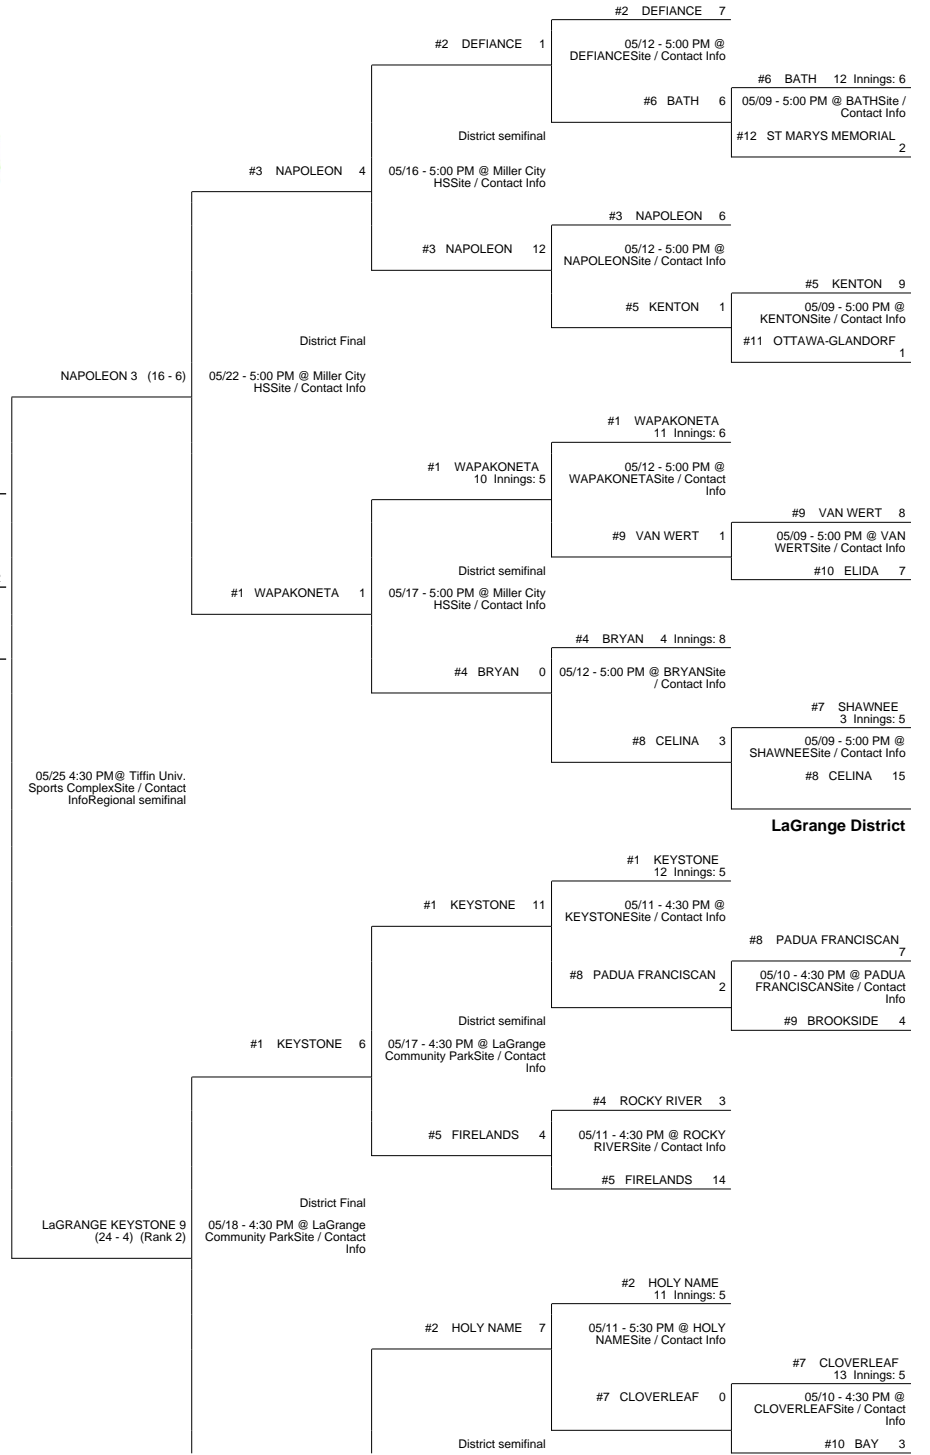 #2 DEFIANCE 7
#2 DEFIANCE 1
05/12 - 5:00 PM @
DEFIANCESite / Contact Info
#6 BATH 12 Innings: 6
#6 BATH 6
05/09 - 5:00 PM @ BATHSite /
Contact Info
District semifinal
#12 ST MARYS MEMORIAL
2
#3 NAPOLEON 4
05/16 - 5:00 PM @ Miller City
HSSite / Contact Info
#3 NAPOLEON 6
#3 NAPOLEON 12
05/12 - 5:00 PM @
NAPOLEONSite / Contact Info
#5 KENTON 9
#5 KENTON 1
05/09 - 5:00 PM @
KENTONSite / Contact Info
District Final
#11 OTTAWA-GLANDORF
1
NAPOLEON 3 (16 - 6)
05/22 - 5:00 PM @ Miller City
HSSite / Contact Info
#1 WAPAKONETA
11 Innings: 6
#1 WAPAKONETA
10 Innings: 5
05/12 - 5:00 PM @
WAPAKONETASite / Contact
Info
#9 VAN WERT 8
#9 VAN WERT 1
05/09 - 5:00 PM @ VAN
WERTSite / Contact Info
District semifinal
#10 ELIDA 7
#1 WAPAKONETA 1
05/17 - 5:00 PM @ Miller City
HSSite / Contact Info
#4 BRYAN 4 Innings: 8
#4 BRYAN 0
05/12 - 5:00 PM @ BRYANSite
/ Contact Info
#7 SHAWNEE
3 Innings: 5
#8 CELINA 3
05/09 - 5:00 PM @
SHAWNEESite / Contact Info
05/25 4:30 PM@ Tiffin Univ.
Sports ComplexSite / Contact
InfoRegional semifinal
#8 CELINA 15
LaGrange District
#1 KEYSTONE
12 Innings: 5
#1 KEYSTONE 11
05/11 - 4:30 PM @
KEYSTONESite / Contact Info
#8 PADUA FRANCISCAN
7
#8 PADUA FRANCISCAN
2
05/10 - 4:30 PM @ PADUA
FRANCISCANSite / Contact
Info
District semifinal
#9 BROOKSIDE 4
#1 KEYSTONE 6
05/17 - 4:30 PM @ LaGrange
Community ParkSite / Contact
Info
#4 ROCKY RIVER 3
#5 FIRELANDS 4
05/11 - 4:30 PM @ ROCKY
RIVERSite / Contact Info
#5 FIRELANDS 14
District Final
LaGRANGE KEYSTONE 9
(24 - 4) (Rank 2)
05/18 - 4:30 PM @ LaGrange
Community ParkSite / Contact
Info
#2 HOLY NAME
11 Innings: 5
#2 HOLY NAME 7
05/11 - 5:30 PM @ HOLY
NAMESite / Contact Info
#7 CLOVERLEAF
13 Innings: 5
#7 CLOVERLEAF 0
05/10 - 4:30 PM @
CLOVERLEAFSite / Contact
Info
District semifinal
#10 BAY 3